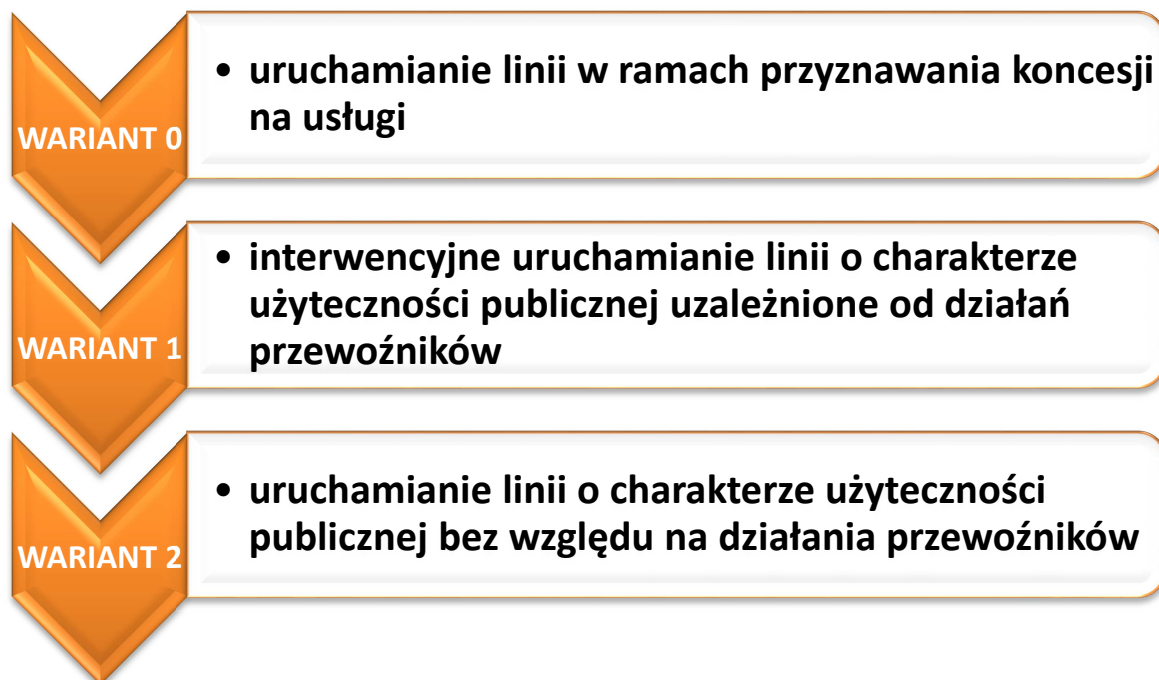 WARIANT 0
• uruchamianie linii w ramach przyznawania koncesji
na usługi
WARIANT 1
• interwencyjne uruchamianie linii o charakterze
użyteczności publicznej uzależnione od działań
przewoźników
WARIANT 2
• uruchamianie linii o charakterze użyteczności
publicznej bez względu na działania przewoźników